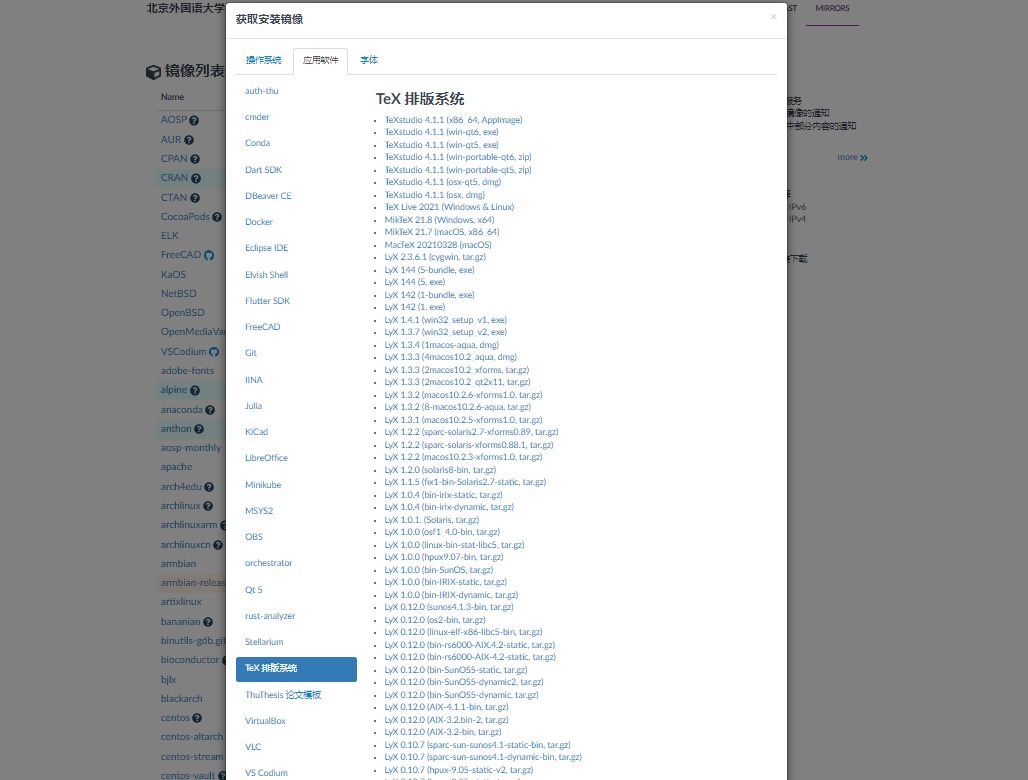 北京外国语大学
AST
MIRRORS
获取安装镜像
×
操作系统
应用软件
字体
镜像列表
Name
AOSP
AUR
CPAN
CRAN
CTAN
CocoaPods
ELK
FreeCAD
KaOS
NetBSD
OpenBSD
OpenMediaVau
VSCodium
adobe-fonts
alpine
anaconda
anthon
aosp-monthly
apache
arch4edu
archlinux
archlinuxarm
archlinuxcn
armbian
armbian-releas
artixlinux
bananian
binutils-gdb.git
bioconductor
bjlx
blackarch
centos
centos-altarch
centos-stream
centos-vault
auth-thu
cmder
Conda
Dart SDK
DBeaver CE
Docker
Eclipse IDE
Elvish Shell
Flutter SDK
FreeCAD
Git
IINA
Julia
KiCad
LibreOffice
Minikube
MSYS2
OBS
orchestrator
Qt 5
rust-analyzer
Stellarium
TeX 排版系统
ThuThesis 论文模板
VirtualBox
VLC
VS Codium
TeX 排版系统
TeXstudio 4.1.1 (x86_64, AppImage)
TeXstudio 4.1.1 (win-qt6, exe)
TeXstudio 4.1.1 (win-qt5, exe)
TeXstudio 4.1.1 (win-portable-qt6, zip)
TeXstudio 4.1.1 (win-portable-qt5, zip)
TeXstudio 4.1.1 (osx-qt5, dmg)
TeXstudio 4.1.1 (osx, dmg)
TeX Live 2021 (Windows & Linux)
MikTeX 21.8 (Windows, x64)
MikTeX 21.7 (macOS, x86_64)
MacTeX 20210328 (macOS)
LyX 2.3.6.1 (cygwin, tar.gz)
LyX 144 (5-bundle, exe)
LyX 144 (5, exe)
LyX 142 (1-bundle, exe)
LyX 142 (1, exe)
LyX 1.4.1 (win32_setup_v1, exe)
LyX 1.3.7 (win32_setup_v2, exe)
LyX 1.3.4 (1macos-aqua, dmg)
LyX 1.3.3 (4macos10.2_aqua, dmg)
LyX 1.3.3 (2macos10.2_xforms, tar.gz)
LyX 1.3.3 (2macos10.2_qt2x11, tar.gz)
LyX 1.3.2 (macos10.2.6-xforms1.0, tar.gz)
LyX 1.3.2 (8-macos10.2.6-aqua, tar.gz)
LyX 1.3.1 (macos10.2.5-xforms1.0, tar.gz)
LyX 1.2.2 (sparc-solaris2.7-xforms0.89, tar.gz)
LyX 1.2.2 (sparc-solaris-xforms0.88.1, tar.gz)
LyX 1.2.2 (macos10.2.3-xforms1.0, tar.gz)
LyX 1.2.0 (solaris8-bin, tar.gz)
LyX 1.1.5 (fix1-bin-Solaris2.7-static, tar.gz)
LyX 1.0.4 (bin-irix-static, tar.gz)
LyX 1.0.4 (bin-irix-dynamic, tar.gz)
LyX 1.0.1. (Solaris, tar.gz)
LyX 1.0.0 (osf1_4.0-bin, tar.gz)
LyX 1.0.0 (linux-bin-stat-libc5, tar.gz)
LyX 1.0.0 (hpux9.07-bin, tar.gz)
LyX 1.0.0 (bin-SunOS, tar.gz)
LyX 1.0.0 (bin-IRIX-static, tar.gz)
LyX 1.0.0 (bin-IRIX-dynamic, tar.gz)
LyX 0.12.0 (sunos4.1.3-bin, tar.gz)
LyX 0.12.0 (os2-bin, tar.gz)
LyX 0.12.0 (linux-elf-x86-libc5-bin, tar.gz)
LyX 0.12.0 (bin-rs6000-AIX.4.2-static, tar.gz)
LyX 0.12.0 (bin-rs6000-AIX-4.2-static, tar.gz)
LyX 0.12.0 (bin-SunOS5-static, tar.gz)
LyX 0.12.0 (bin-SunOS5-dynamic2, tar.gz)
LyX 0.12.0 (bin-SunOS5-dynamic, tar.gz)
LyX 0.12.0 (AIX-4.1.1-bin, tar.gz)
LyX 0.12.0 (AIX-3.2.bin-2, tar.gz)
LyX 0.12.0 (AIX-3.2-bin, tar.gz)
LyX 0.10.7 (sparc-sun-sunos4.1-static-bin, tar.gz)
LyX 0.10.7 (sparc-sun-sunos4.1-dynamic-bin, tar.gz)
LyX 0.10.7 (hpux-9.05-static-v2, tar.gz)
服务
镜像的通知
中部分内容的通知
more
IPv6
IPv4
下载